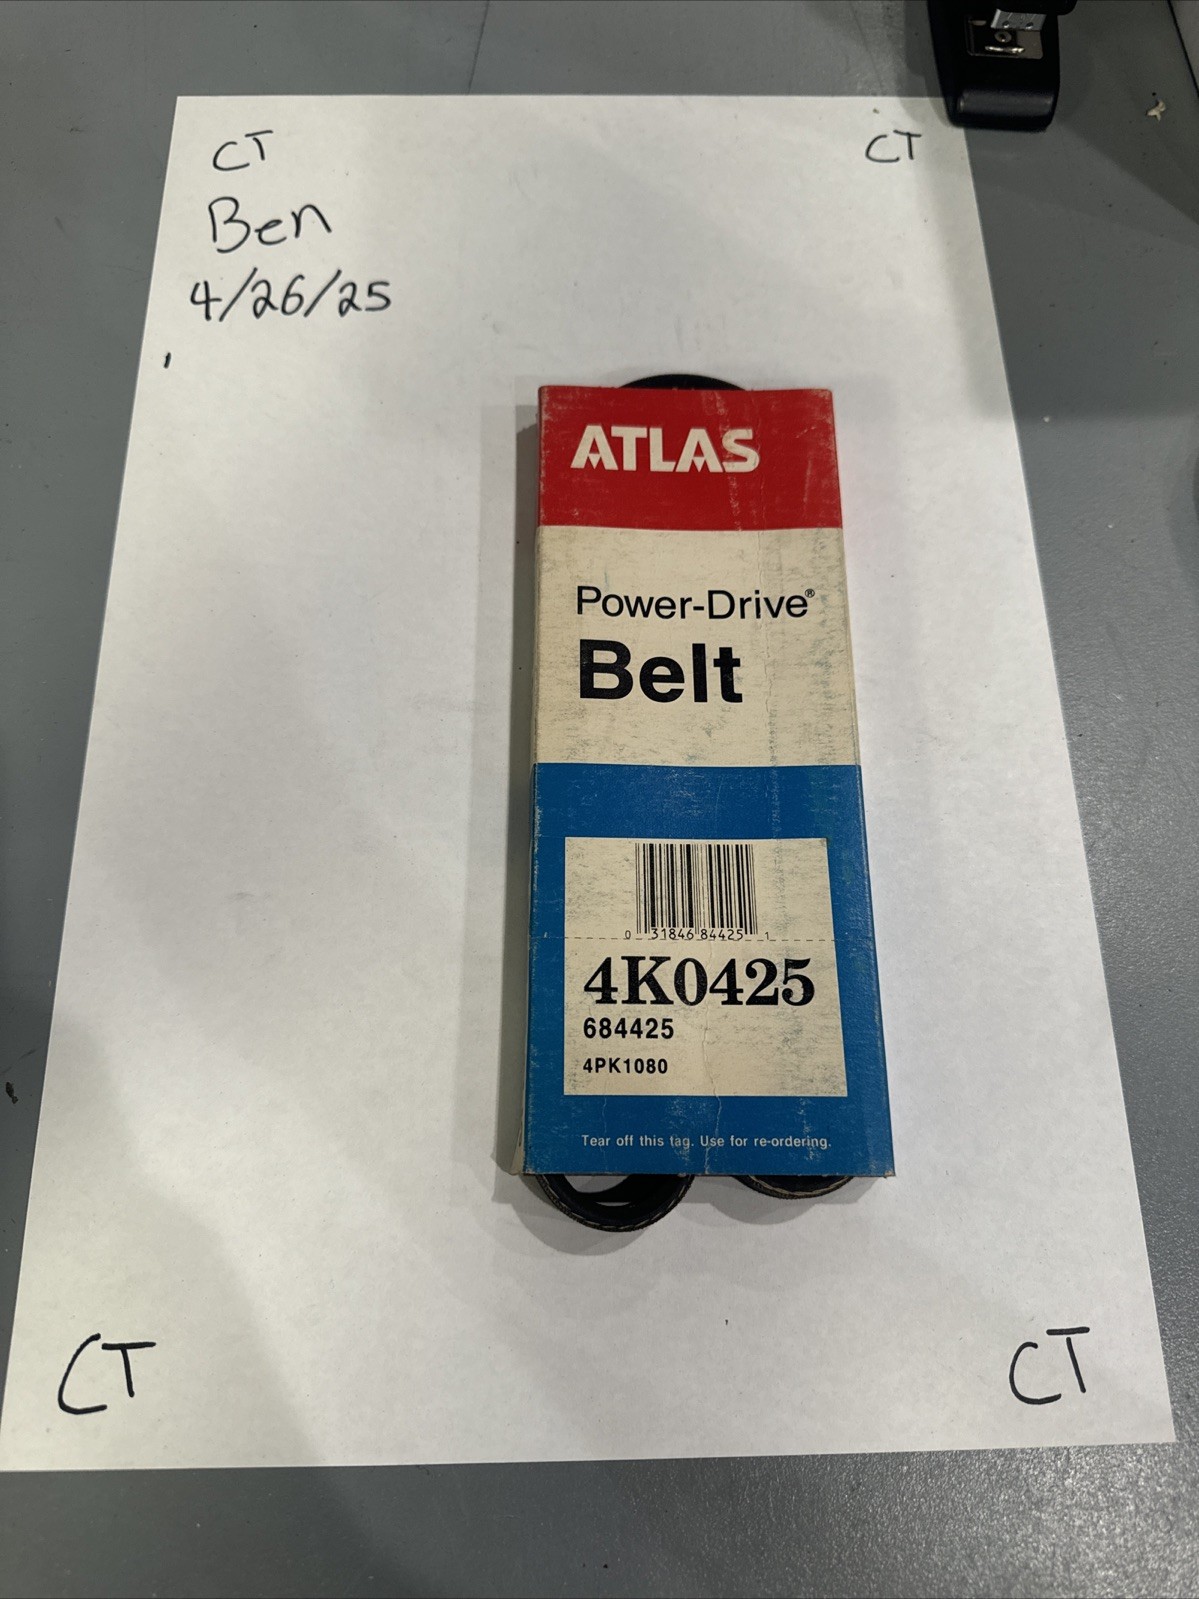 CT
CT
Ben
4/26/25
ATLAS
Power-Drive®
Belt
0 31846 84425 1
4K0425
684425
4PK1080
Tear off this tag. Use for re-ordering.
CT
CT